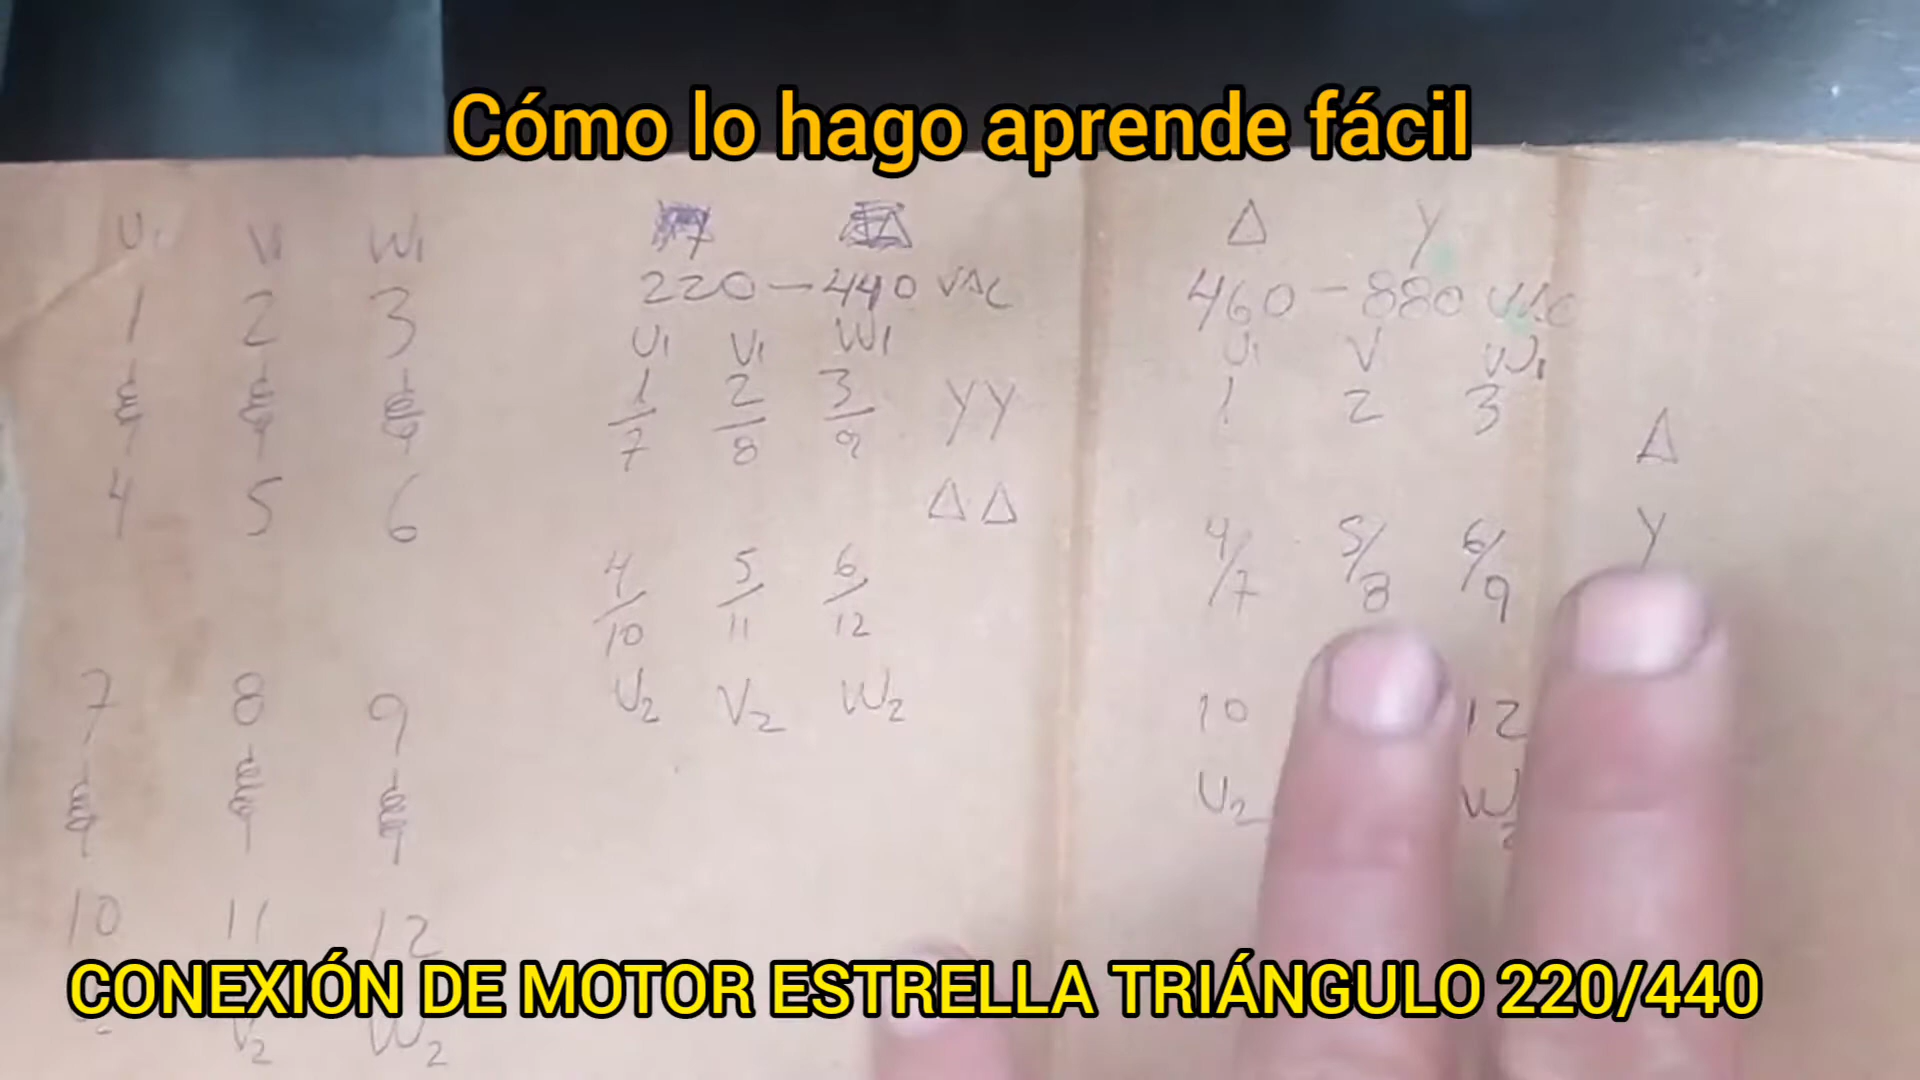 Cómo lo hago aprende fácil
U1 V1 W1
1 2 3
4 5 6
7 8 9
10 11 12
V2 W2
220 - 440 VAC
U1 V1 W1
1 2 3 YY
7 8 9
ΔΔ
4 5 6
10 11 12
U2 V2 W2
Δ Y
460 - 880 VAC
U1 V W1
1 2 3
Δ
4/7 5/8 6/9 Y
10 12
U2 W2
CONEXIÓN DE MOTOR ESTRELLA TRIÁNGULO 220/440